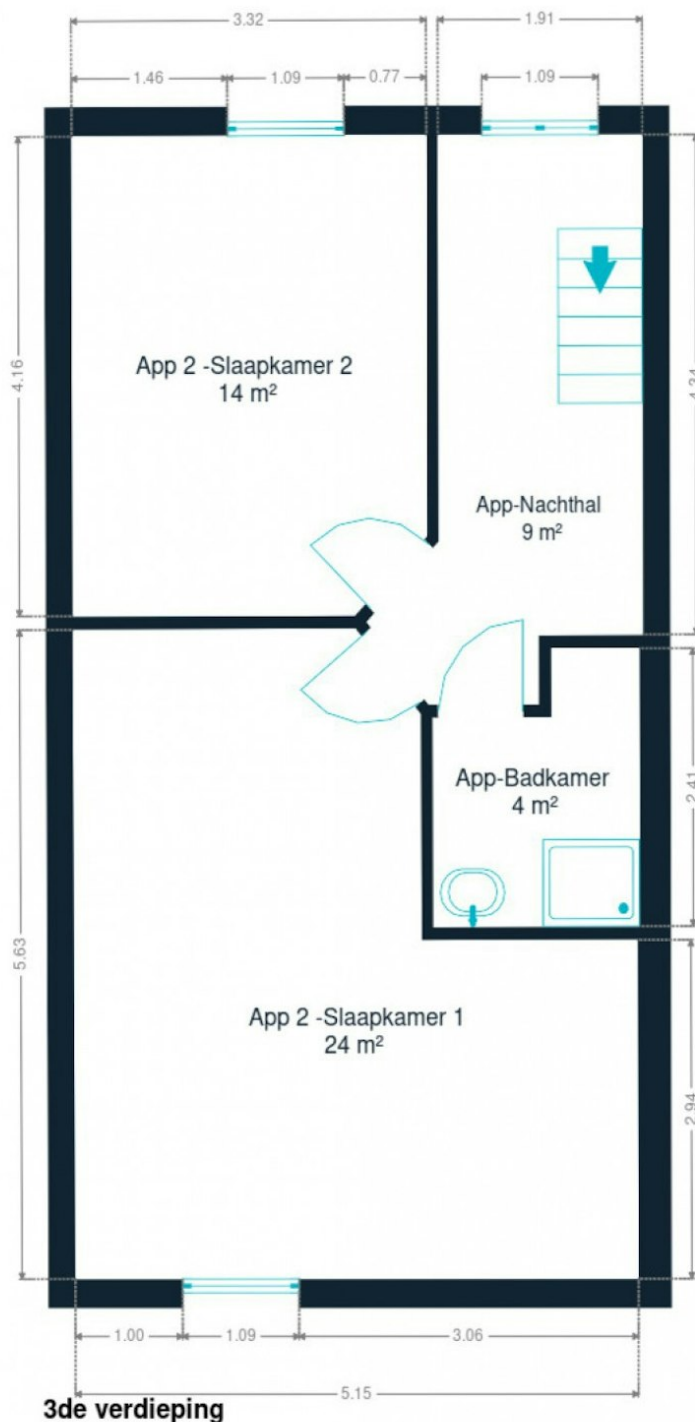 3.32
1.91
1.46
1.09
0.77
1.09
4.16
4.34
App 2 -Slaapkamer 2
14 m²
App-Nachthal
9 m²
App-Badkamer
4 m²
2.41
5.63
App 2 -Slaapkamer 1
24 m²
2.94
1.00
1.09
3.06
5.15
3de verdieping